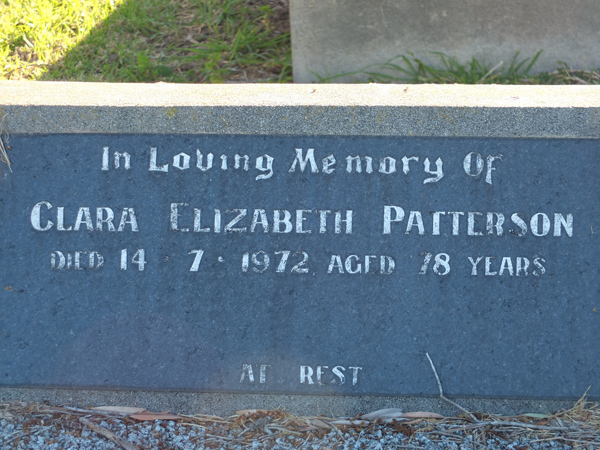 In Loving Memory Of
CLARA ELIZABETH PATTERSON
DIED 14 · 7 · 1972 AGED 78 YEARS
AT REST